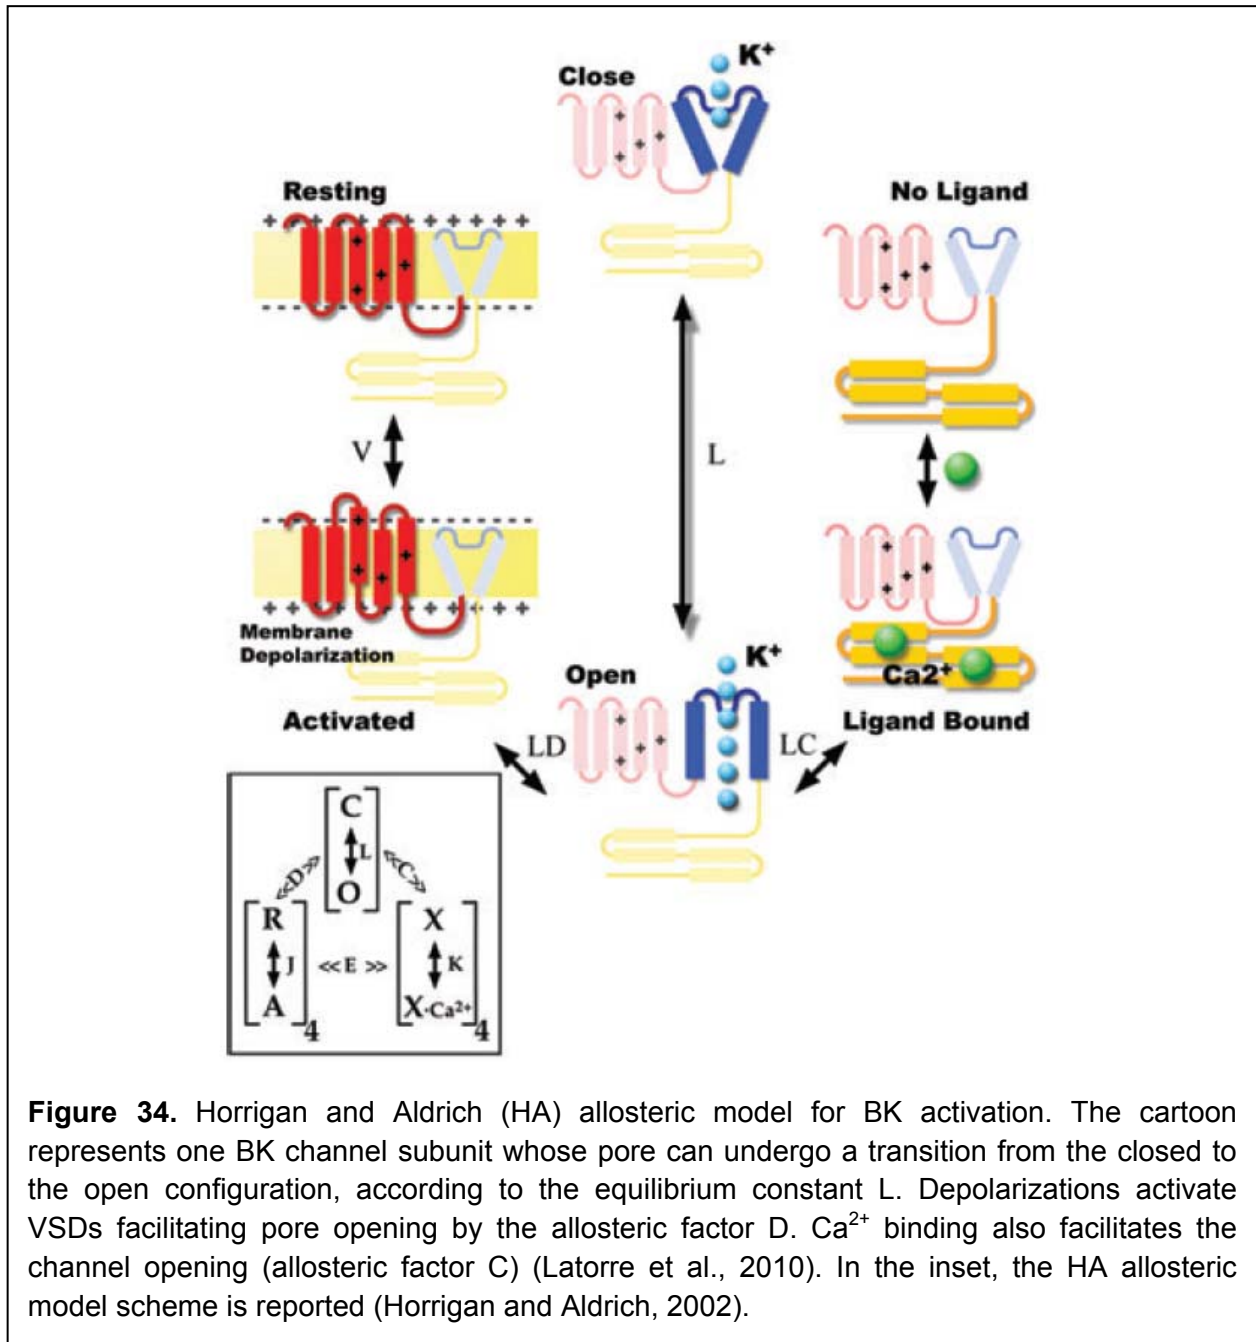 Close
K+
Resting
No Ligand
+ + + + + + + + + +
+
+
+
+
+
+
V
L
Membrane
Depolarization
Activated
Open
K+
Ca2+
Ligand Bound
LD
LC
C
L
O
«D»
«C»
R
J
A
4
«E»
X
K
X·Ca2+
4
Figure 34. Horrigan and Aldrich (HA) allosteric model for BK activation. The cartoon
represents one BK channel subunit whose pore can undergo a transition from the closed to
the open configuration, according to the equilibrium constant L. Depolarizations activate
VSDs facilitating pore opening by the allosteric factor D. Ca2+ binding also facilitates the
channel opening (allosteric factor C) (Latorre et al., 2010). In the inset, the HA allosteric
model scheme is reported (Horrigan and Aldrich, 2002).